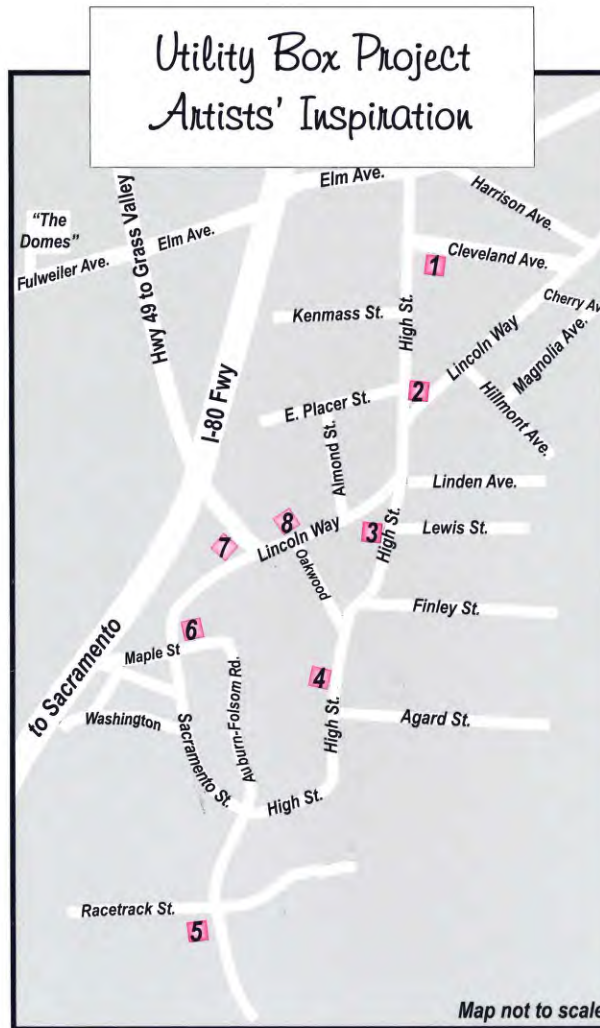 Utility Box Project
Artists' Inspiration
Elm Ave.
Harrison Ave.
"The
Domes"
Elm Ave.
Fulweiler Ave.
Hwy 49 to Grass Valley
1
Cleveland Ave.
Cherry Av
Kenmass St.
High St.
Lincoln Way
Magnolia Ave.
I-80 Fwy
2
E. Placer St.
Hillmont Ave.
Almond St.
Linden Ave.
8
Lincoln Way
3
High St.
Lewis St.
7
Oakwood
Finley St.
6
Maple St
to Sacramento
4
Auburn-Folsom Rd.
Washington
Sacramento St.
High St.
Agard St.
High St.
Racetrack St.
5
Map not to scale